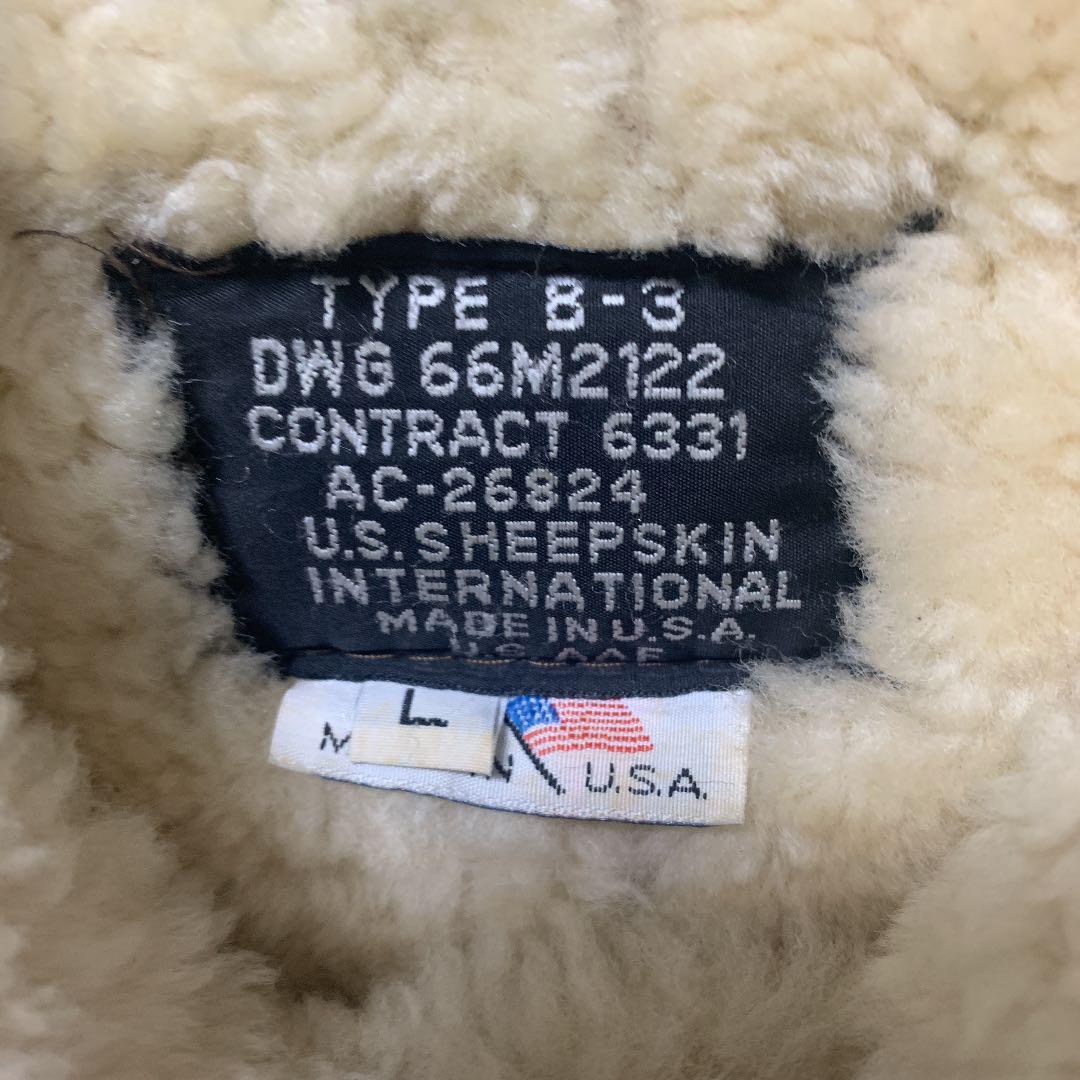 TYPE B-3
DWG 66M2122
CONTRACT 6331
AC-26824
U.S. SHEEPSKIN
INTERNATIONAL
MADE IN U.S.A.
L
U.S.A.